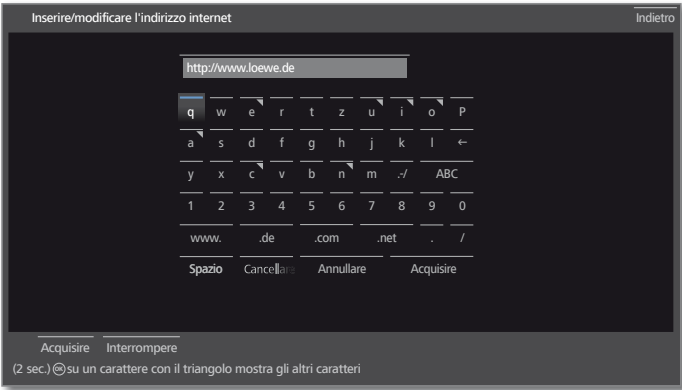 Inserire/modificare l'indirizzo internet Indietro
http://www.loewe.de
q w e r t z u i o P
a s d f g h j k l ←
y x c v b n m .-/ ABC
1 2 3 4 5 6 7 8 9 0
www. .de .com .net . /
Spazio Cancellare Annullare Acquisire
Acquisire Interrompere
(2 sec.) OK su un carattere con il triangolo mostra gli altri caratteri